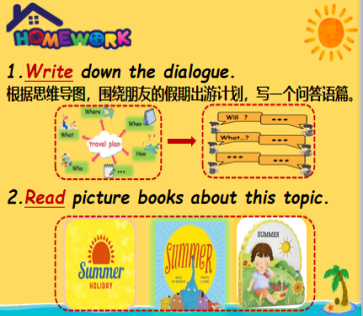 HOMEWORK
1.Write down the dialogue.
根据思维导图，围绕朋友的假期出游计划，写一个问答语篇。
Where
What
When
travel plan
How
Who
...
Will ?
What..?
...
...
2.Read picture books about this topic.
Summer
HOLIDAY
SUMMER
SUMMER